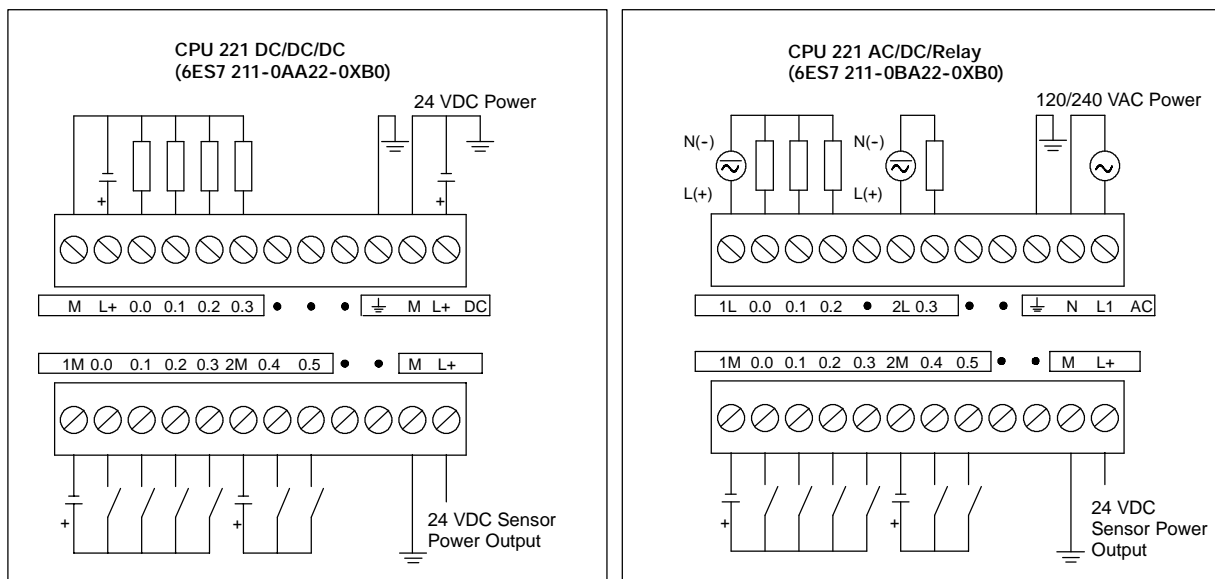 CPU 221 DC/DC/DC
(6ES7 211-0AA22-0XB0)
24 VDC Power
+
+
M L+ 0.0 0.1 0.2 0.3 • • • M L+ DC
1M 0.0 0.1 0.2 0.3 2M 0.4 0.5 • • M L+
+
+
24 VDC Sensor
Power Output
CPU 221 AC/DC/Relay
(6ES7 211-0BA22-0XB0)
120/240 VAC Power
N(-)
N(-)
L(+)
L(+)
1L 0.0 0.1 0.2 • 2L 0.3 • • N L1 AC
1M 0.0 0.1 0.2 0.3 2M 0.4 0.5 • • M L+
+
+
24 VDC
Sensor Power
Output